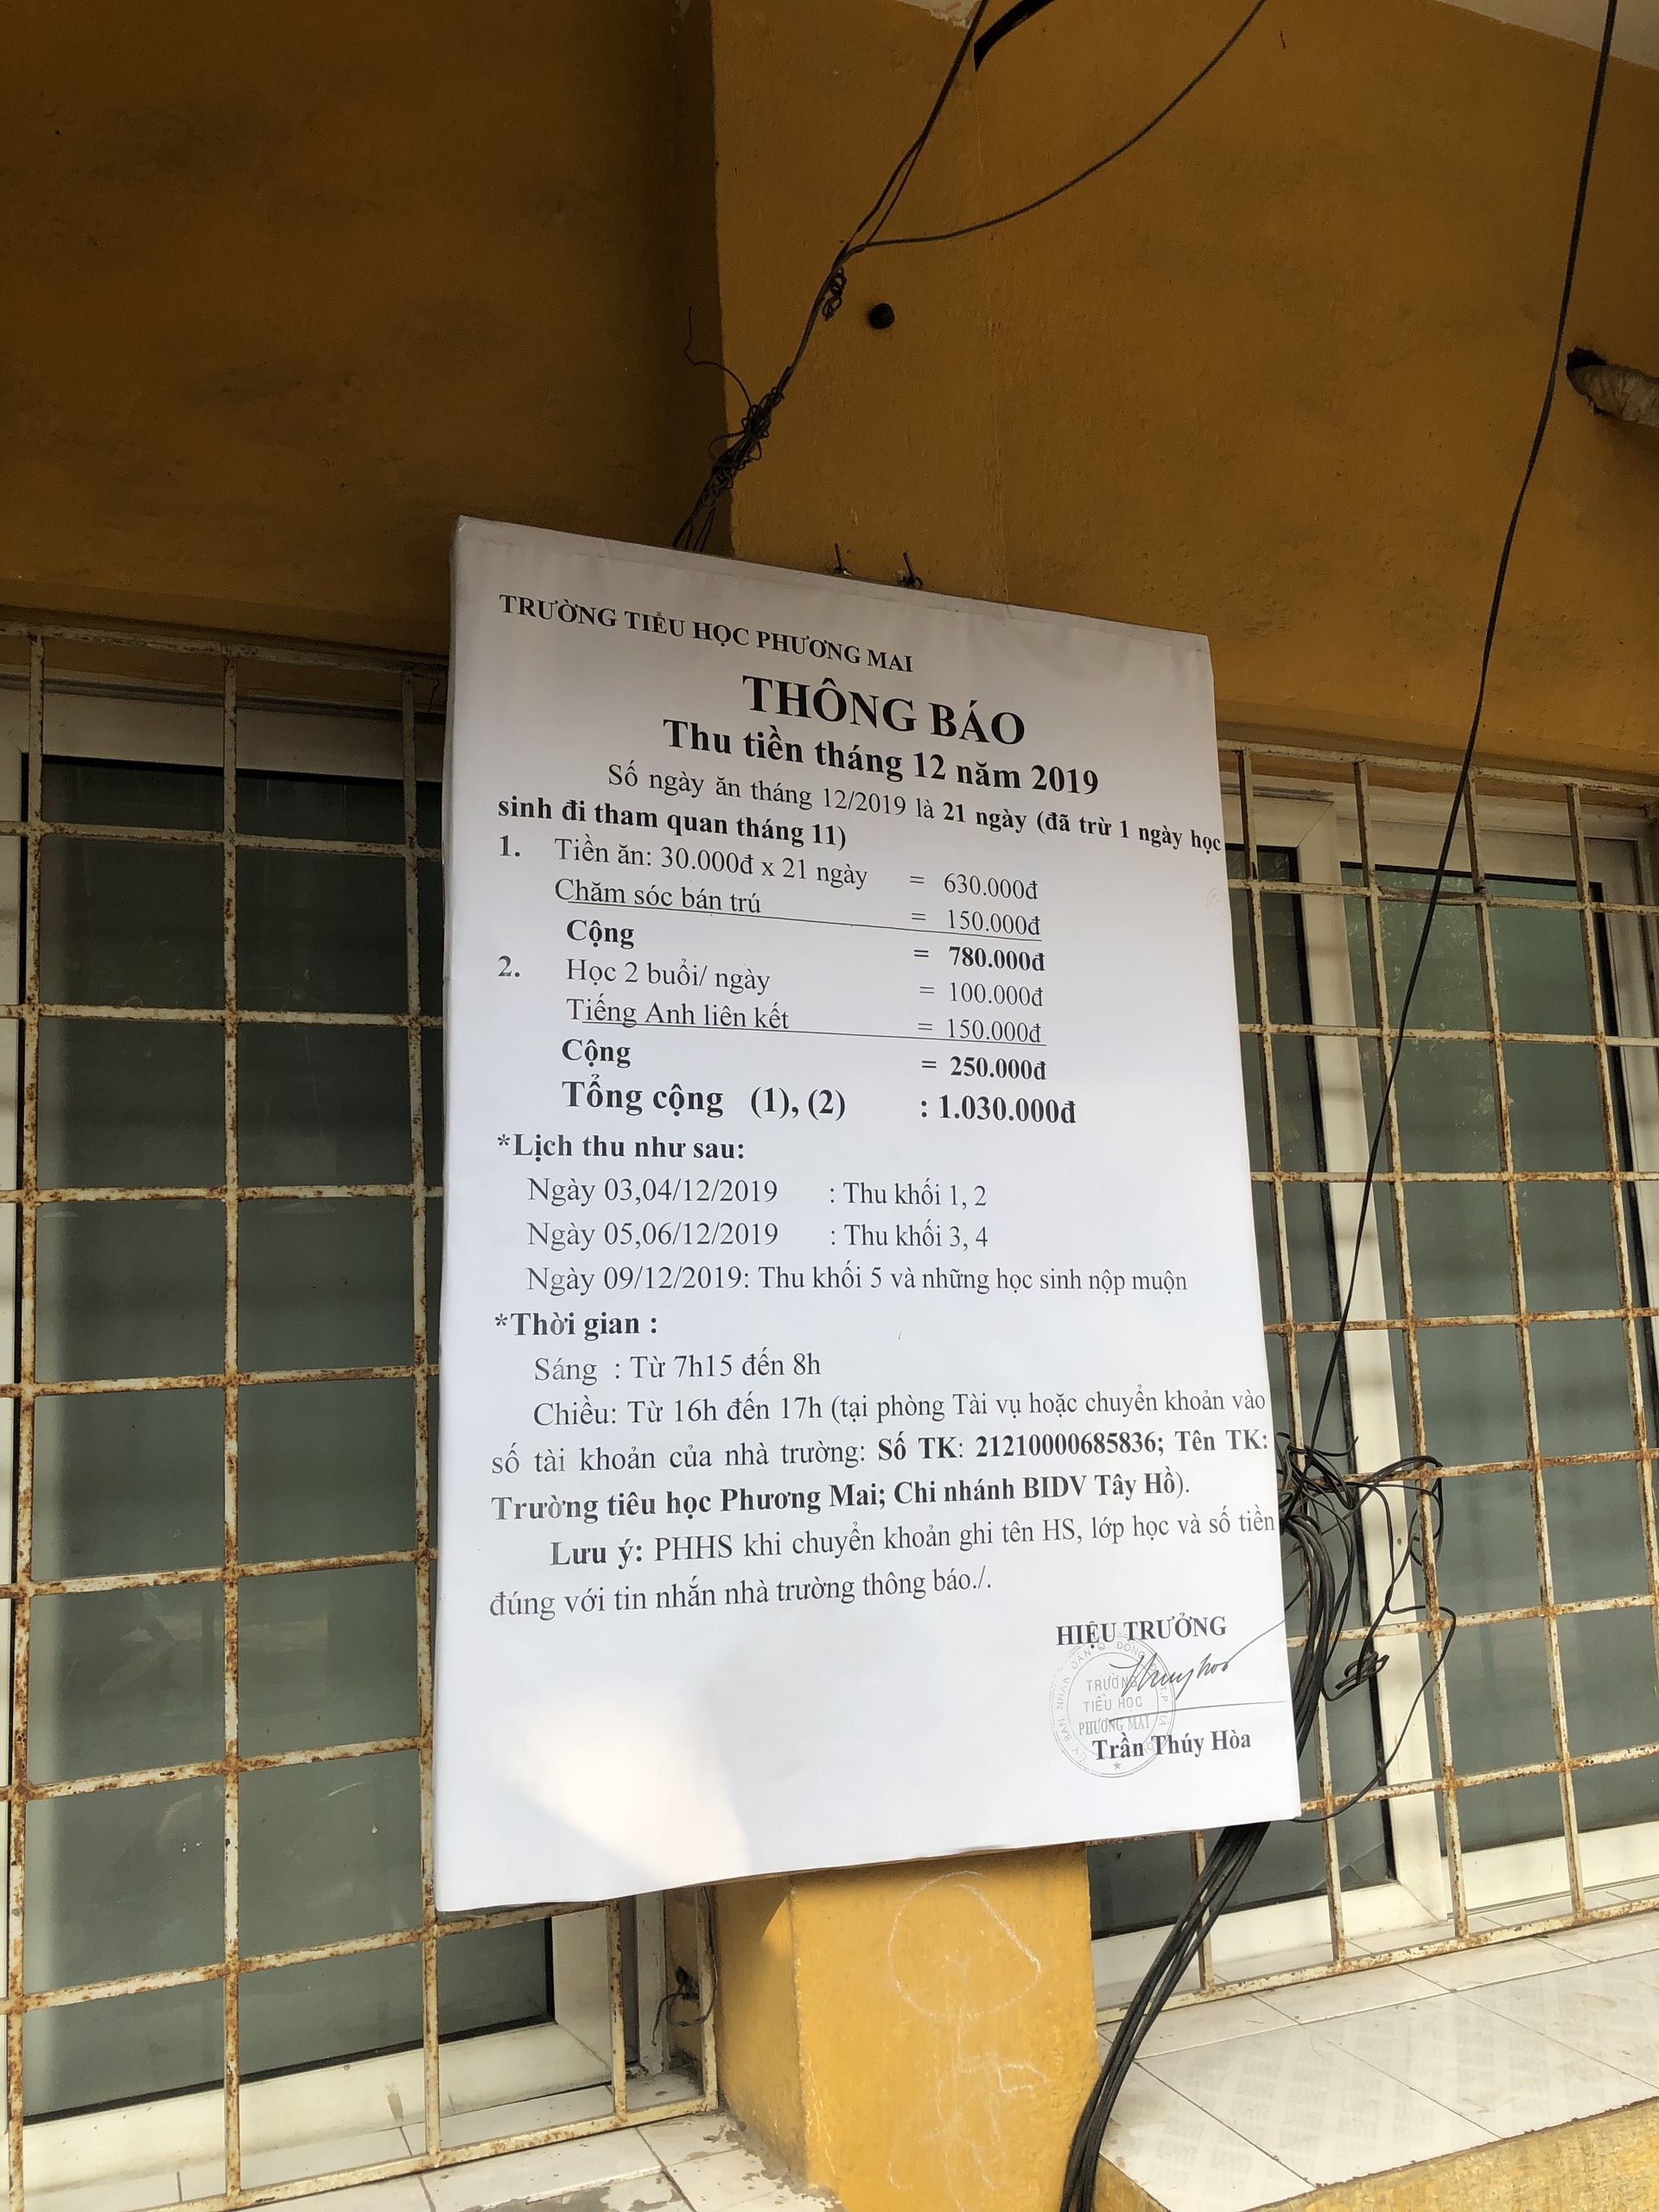 TRƯỜNG TIỂU HỌC PHƯƠNG MAI
THÔNG BÁO
Thu tiền tháng 12 năm 2019
Số ngày ăn tháng 12/2019 là 21 ngày (đã trừ 1 ngày học
sinh đi tham quan tháng 11)
1. Tiền ăn: 30.000đ x 21 ngày = 630.000đ
Chăm sóc bán trú = 150.000đ
Cộng = 780.000đ
2. Học 2 buổi/ ngày = 100.000đ
Tiếng Anh liên kết = 150.000đ
Cộng = 250.000đ
Tổng cộng (1), (2) : 1.030.000đ
*Lịch thu như sau:
Ngày 03,04/12/2019 : Thu khối 1, 2
Ngày 05,06/12/2019 : Thu khối 3, 4
Ngày 09/12/2019: Thu khối 5 và những học sinh nộp muộn
*Thời gian :
Sáng : Từ 7h15 đến 8h
Chiều: Từ 16h đến 17h (tại phòng Tài vụ hoặc chuyển khoản vào
số tài khoản của nhà trường: Số TK: 21210000685836; Tên TK:
Trường tiêu học Phương Mai; Chi nhánh BIDV Tây Hồ).
Lưu ý: PHHS khi chuyển khoản ghi tên HS, lớp học và số tiền
đúng với tin nhắn nhà trường thông báo./.
HIỆU TRƯỞNG
TRƯỜNG
TIỂU HỌC
PHƯƠNG MAI
Trần Thúy Hòa